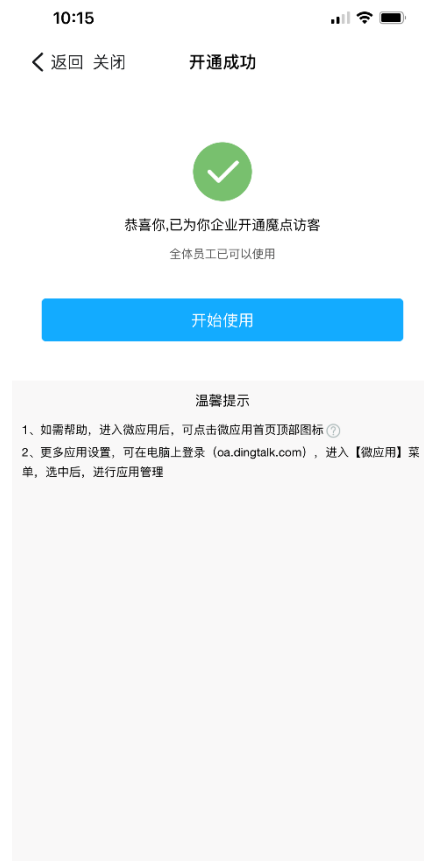 10:15
返回 关闭 开通成功
恭喜你,已为你企业开通魔点访客
全体员工已可以使用
开始使用
温馨提示
1、如需帮助，进入微应用后，可点击微应用首页顶部图标 ?
2、更多应用设置，可在电脑上登录（oa.dingtalk.com），进入【微应用】菜
单，选中后，进行应用管理